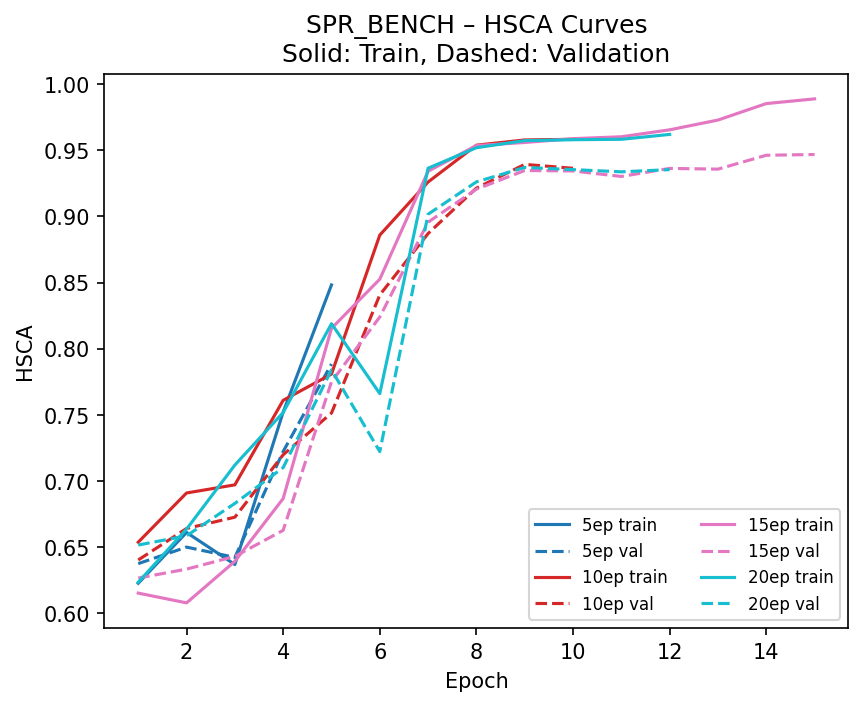 SPR_BENCH – HSCA Curves
Solid: Train, Dashed: Validation
HSCA
1.00
0.95
0.90
0.85
0.80
0.75
0.70
0.65
0.60
2 4 6 8 10 12 14
Epoch
5ep train
5ep val
10ep train
10ep val
15ep train
15ep val
20ep train
20ep val